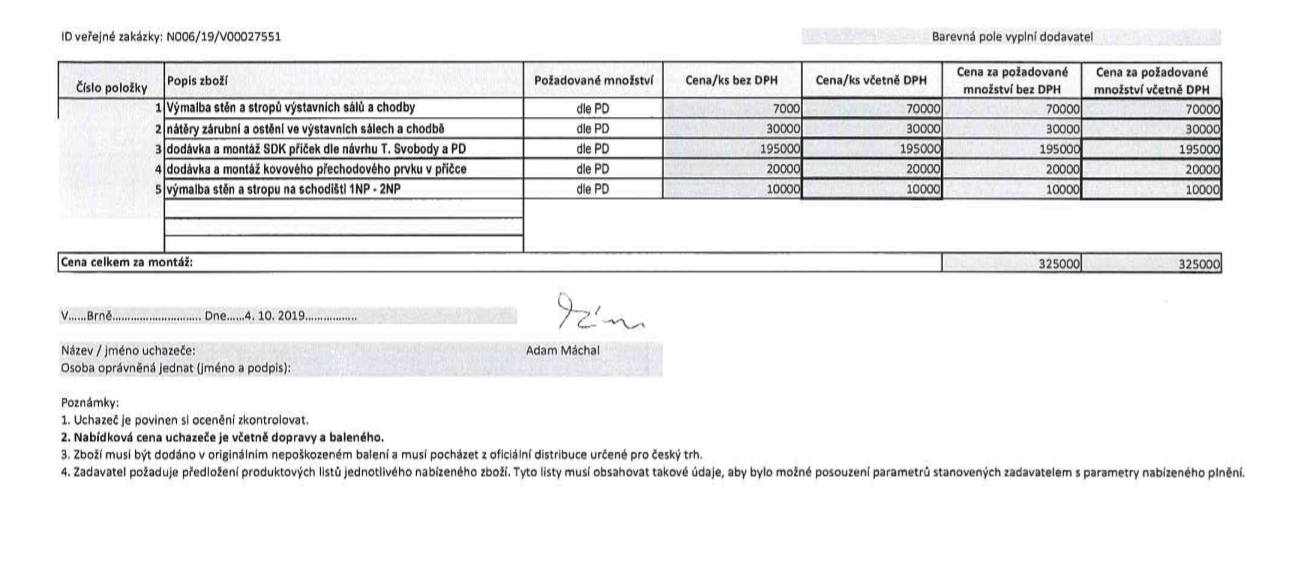 ID veřejné zakázky: N006/19/V00027551
Barevná pole vyplní dodavatel
Číslo položky Popis zboží Požadované množství Cena/ks bez DPH Cena/ks včetně DPH Cena za požadované množství bez DPH Cena za požadované množství včetně DPH
1 Výmalba stěn a stropů výstavních sálů a chodby dle PD 7000 70000 70000 70000
2 nátěry zárubní a ostění ve výstavních sálech a chodbě dle PD 30000 30000 30000 30000
3 dodávka a montáž SDK příček dle návrhu T. Svobody a PD dle PD 195000 195000 195000 195000
4 dodávka a montáž kovového přechodového prvku v příčce dle PD 20000 20000 20000 20000
5 výmalba stěn a stropu na schodišti 1NP - 2NP dle PD 10000 10000 10000 10000
Cena celkem za montáž: 325000 325000
V......Brně............................. Dne......4. 10. 2019.................
Název / jméno uchazeče: Adam Máchal
Osoba oprávněná jednat (jméno a podpis):
Poznámky:
1. Uchazeč je povinen si ocenění zkontrolovat.
2. Nabídková cena uchazeče je včetně dopravy a baleného.
3. Zboží musí být dodáno v originálním nepoškozeném balení a musí pocházet z oficiální distribuce určené pro český trh.
4. Zadavatel požaduje předložení produktových listů jednotlivého nabízeného zboží. Tyto listy musí obsahovat takové údaje, aby bylo možné posouzení parametrů stanovených zadavatelem s parametry nabízeného plnění.